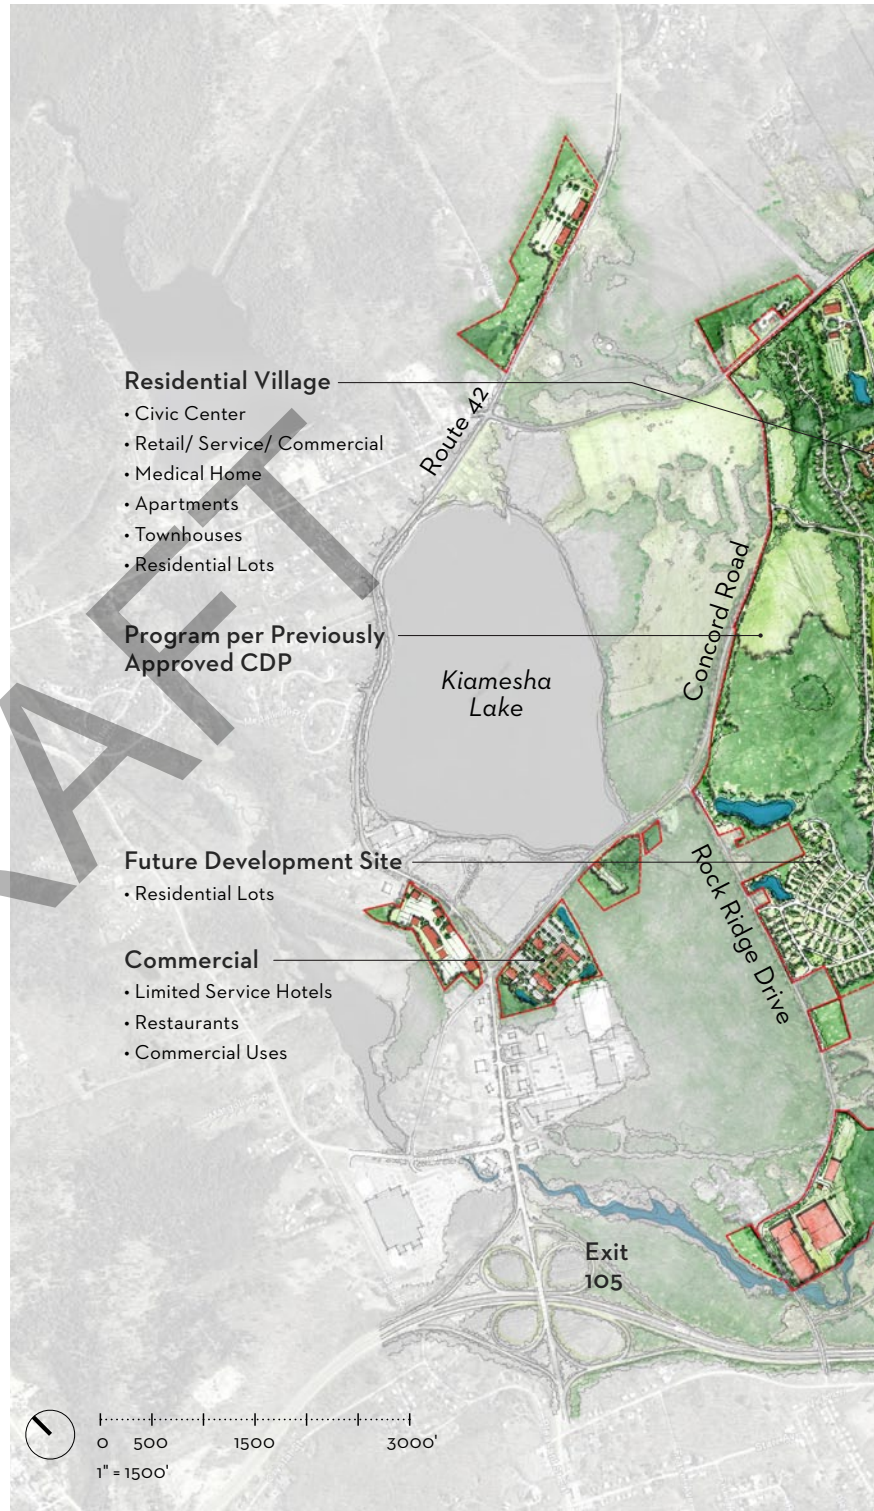 Residential Village
• Civic Center
• Retail/ Service/ Commercial
• Medical Home
• Apartments
• Townhouses
• Residential Lots
Route 42
Program per Previously
Approved CDP
Concord Road
Kiamesha
Lake
Future Development Site
• Residential Lots
Rock Ridge Drive
Commercial
• Limited Service Hotels
• Restaurants
• Commercial Uses
Exit
105
0 500 1500 3000'
1" = 1500'
AFT